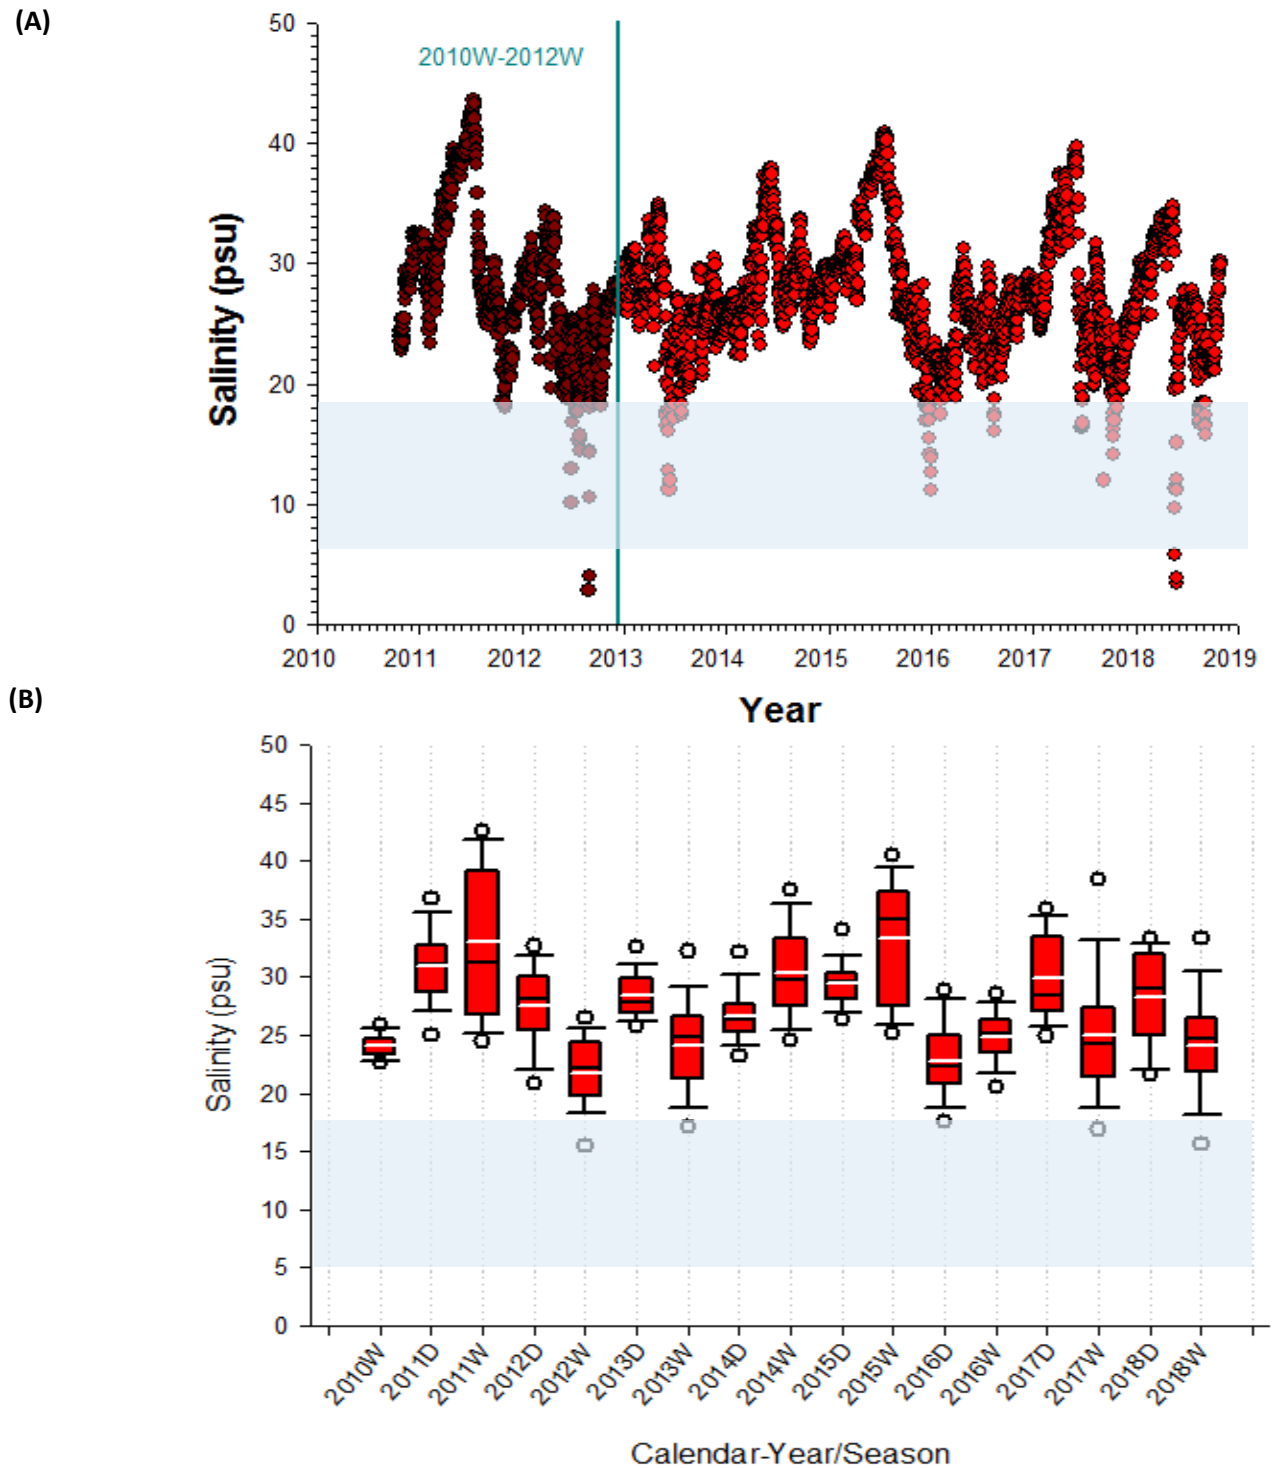 (A)
50
40
30
20
10
0
Salinity (psu)
2010W-2012W
2010 2011 2012 2013 2014 2015 2016 2017 2018 2019
Year
(B)
50
45
40
35
30
25
20
15
10
5
0
Salinity (psu)
2010W 2011D 2011W 2012D 2012W 2013D 2013W 2014D 2014W 2015D 2015W 2016D 2016W 2017D 2017W 2018D 2018W
Calendar-Year/Season